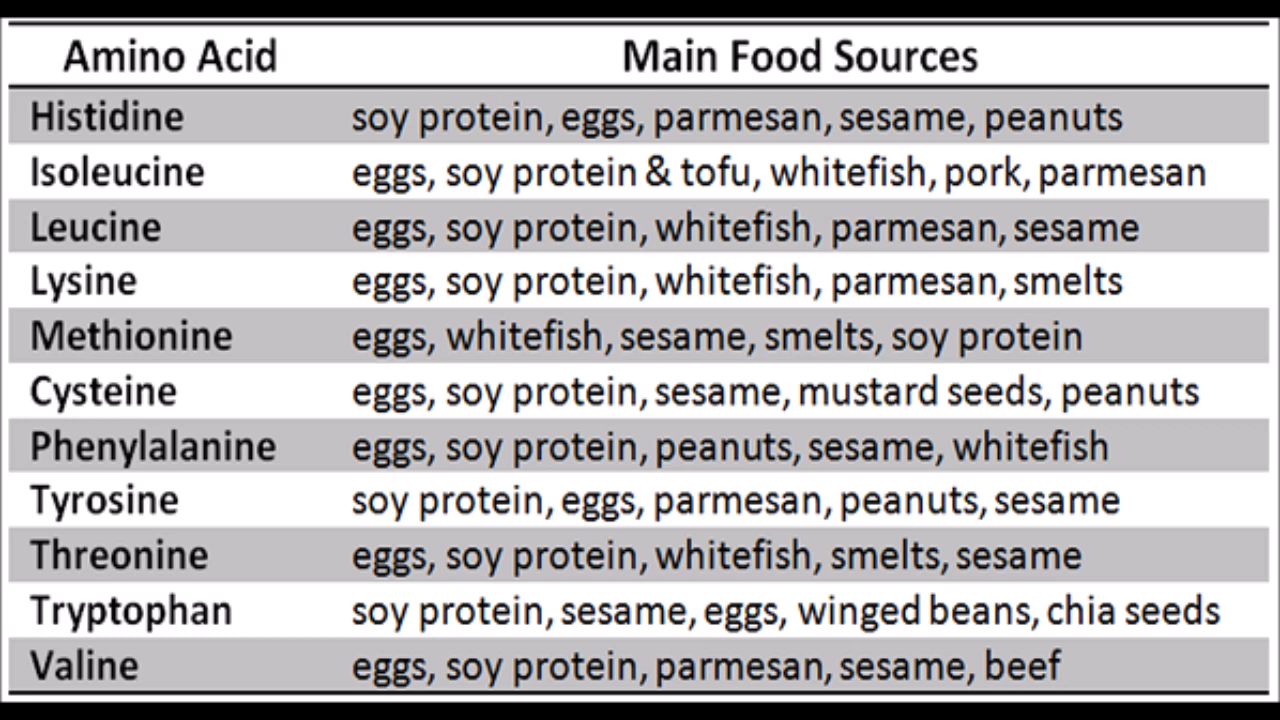 Amino Acid Main Food Sources
Histidine soy protein, eggs, parmesan, sesame, peanuts
Isoleucine eggs, soy protein & tofu, whitefish, pork, parmesan
Leucine eggs, soy protein, whitefish, parmesan, sesame
Lysine eggs, soy protein, whitefish, parmesan, smelts
Methionine eggs, whitefish, sesame, smelts, soy protein
Cysteine eggs, soy protein, sesame, mustard seeds, peanuts
Phenylalanine eggs, soy protein, peanuts, sesame, whitefish
Tyrosine soy protein, eggs, parmesan, peanuts, sesame
Threonine eggs, soy protein, whitefish, smelts, sesame
Tryptophan soy protein, sesame, eggs, winged beans, chia seeds
Valine eggs, soy protein, parmesan, sesame, beef